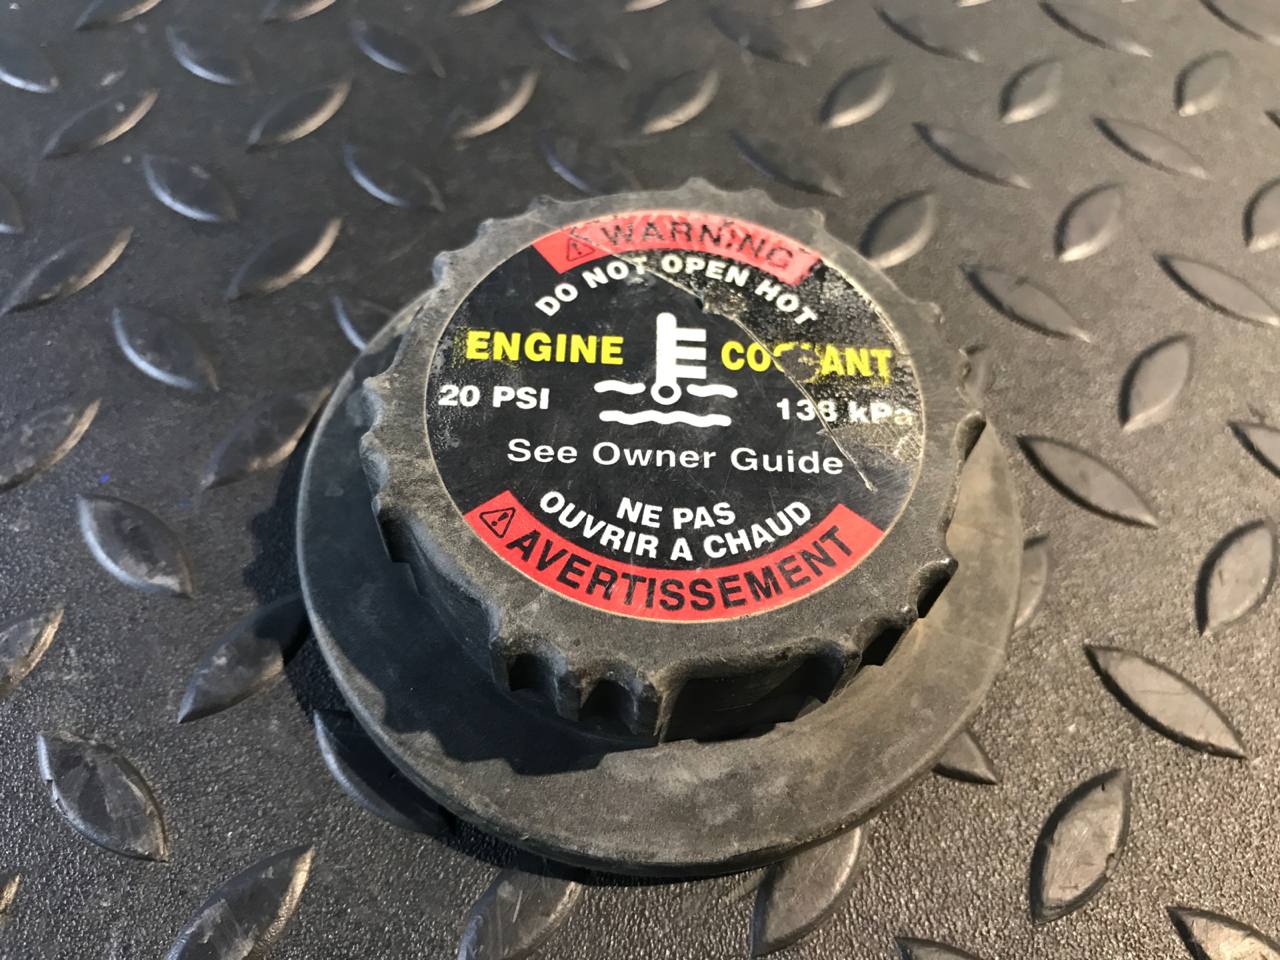 WARNING
DO NOT OPEN HOT
ENGINE COOLANT
20 PSI 138 kPa
See Owner Guide
NE PAS
OUVRIR A CHAUD
AVERTISSEMENT